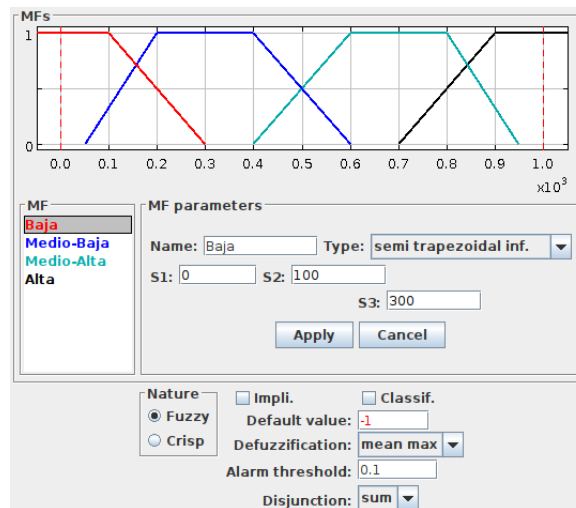 MFs
1
0
0.0 0.1 0.2 0.3 0.4 0.5 0.6 0.7 0.8 0.9 1.0
x10³
MF
Baja
Medio-Baja
Medio-Alta
Alta
MF parameters
Name: Baja Type: semi trapezoidal inf.
S1: 0 S2: 100
S3: 300
Apply Cancel
Nature
Fuzzy
Crisp
Impli. Classif.
Default value: -1
Defuzzification: mean max
Alarm threshold: 0.1
Disjunction: sum